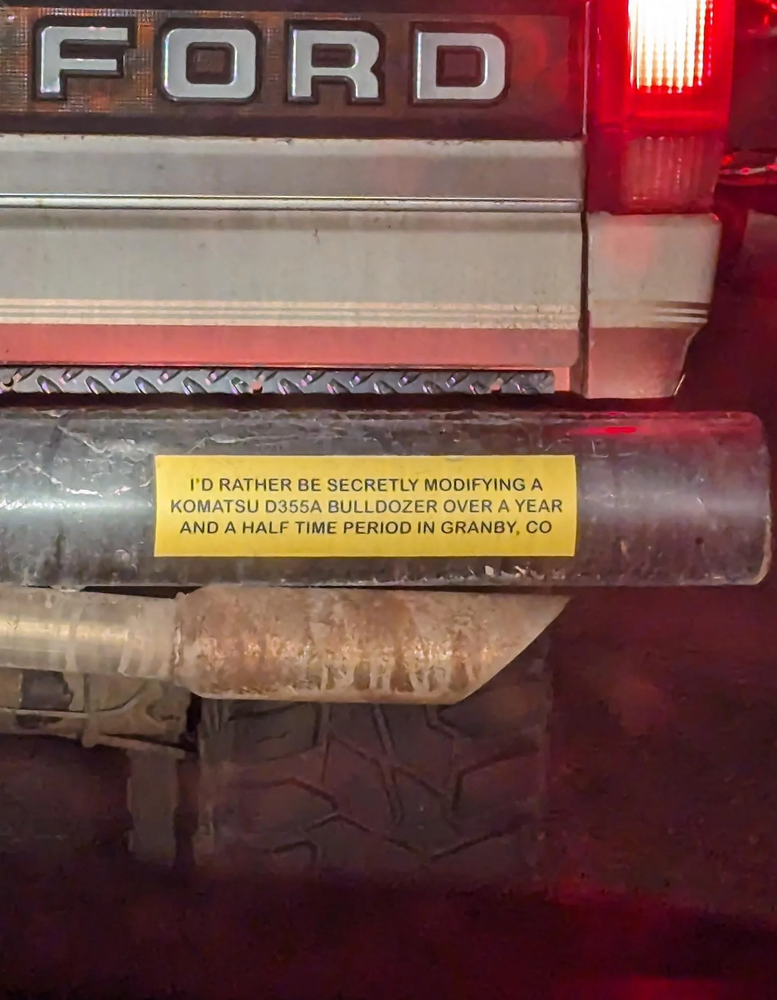 FORD
I'D RATHER BE SECRETLY MODIFYING A
KOMATSU D355A BULLDOZER OVER A YEAR
AND A HALF TIME PERIOD IN GRANBY, CO